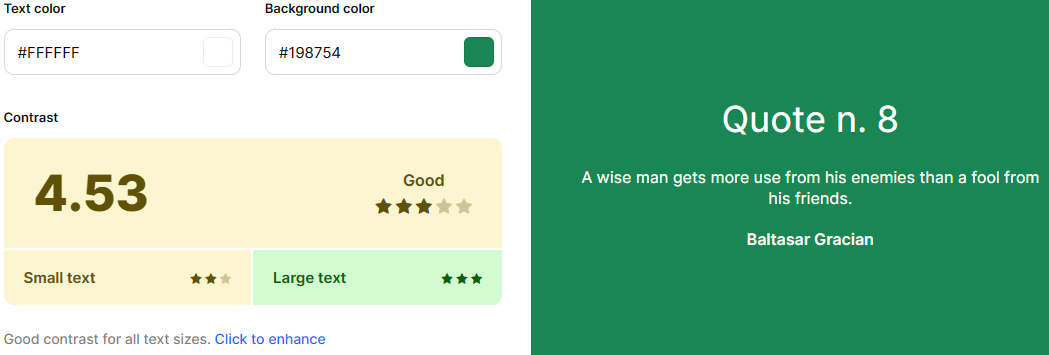 Text color
Background color
#FFFFFF
#198754
Contrast
4.53
Good
Small text
Large text
Good contrast for all text sizes. Click to enhance
Quote n. 8
A wise man gets more use from his enemies than a fool from
his friends.
Baltasar Gracian